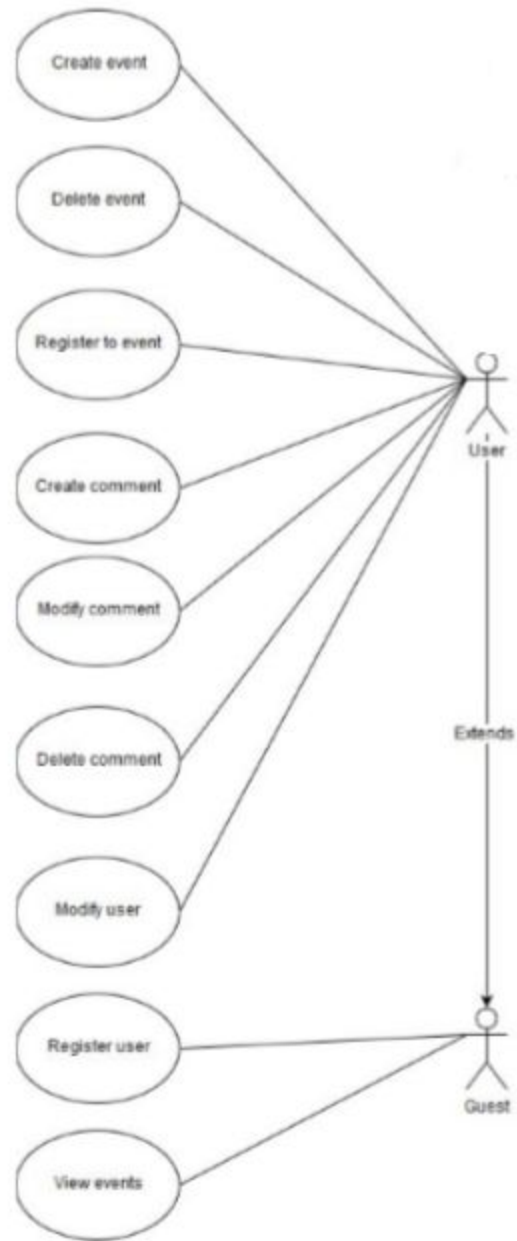 Create event
Delete event
Register to event
User
Create comment
Modify comment
Extends
Delete comment
Modify user
Register user
Guest
View events